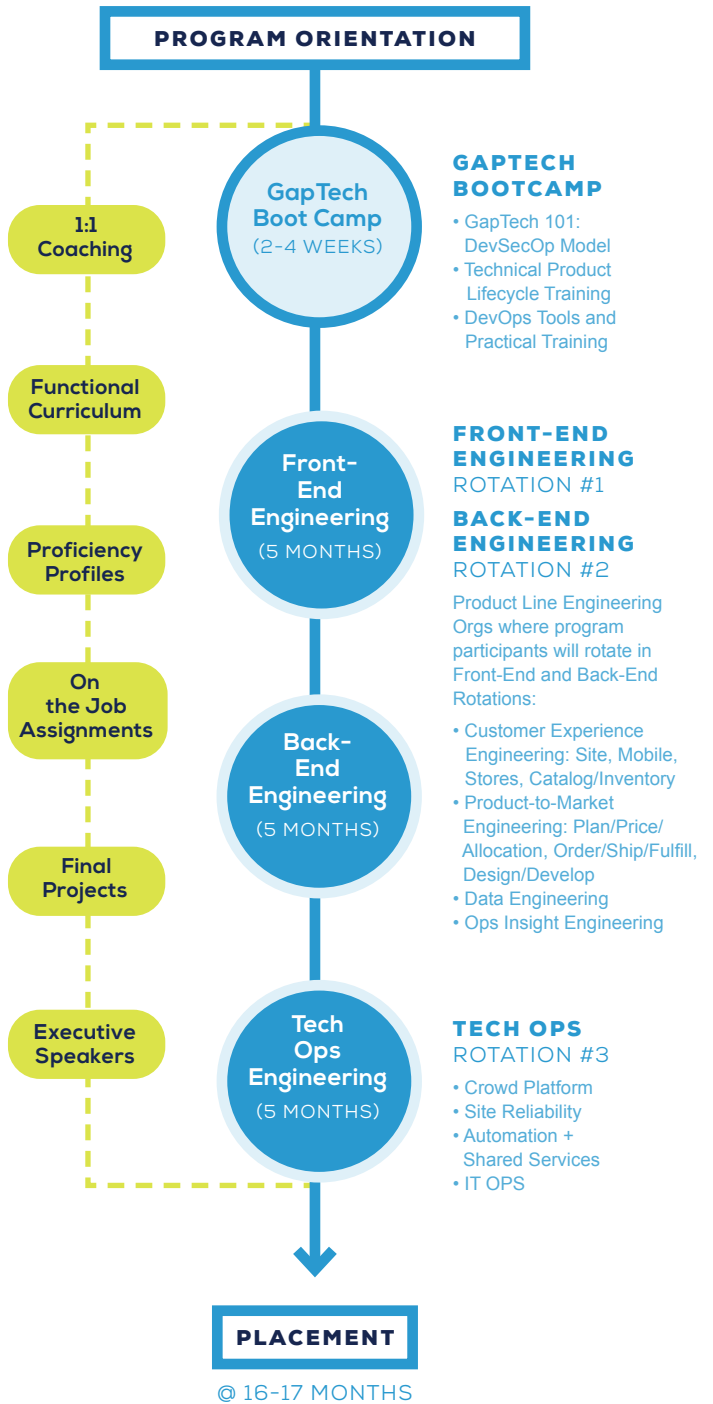 PROGRAM ORIENTATION
GapTech
Boot Camp
(2-4 WEEKS)
GAPTECH
BOOTCAMP
• GapTech 101:
DevSecOp Model
• Technical Product
Lifecycle Training
• DevOps Tools and
Practical Training
1:1
Coaching
Functional
Curriculum
Proficiency
Profiles
On
the Job
Assignments
Final
Projects
Executive
Speakers
Front-
End
Engineering
(5 MONTHS)
FRONT-END
ENGINEERING
ROTATION #1
BACK-END
ENGINEERING
ROTATION #2
Product Line Engineering
Orgs where program
participants will rotate in
Front-End and Back-End
Rotations:
• Customer Experience
Engineering: Site, Mobile,
Stores, Catalog/Inventory
• Product-to-Market
Engineering: Plan/Price/
Allocation, Order/Ship/Fulfill,
Design/Develop
• Data Engineering
• Ops Insight Engineering
Back-
End
Engineering
(5 MONTHS)
Tech
Ops
Engineering
(5 MONTHS)
TECH OPS
ROTATION #3
• Crowd Platform
• Site Reliability
• Automation +
Shared Services
• IT OPS
PLACEMENT
@ 16-17 MONTHS